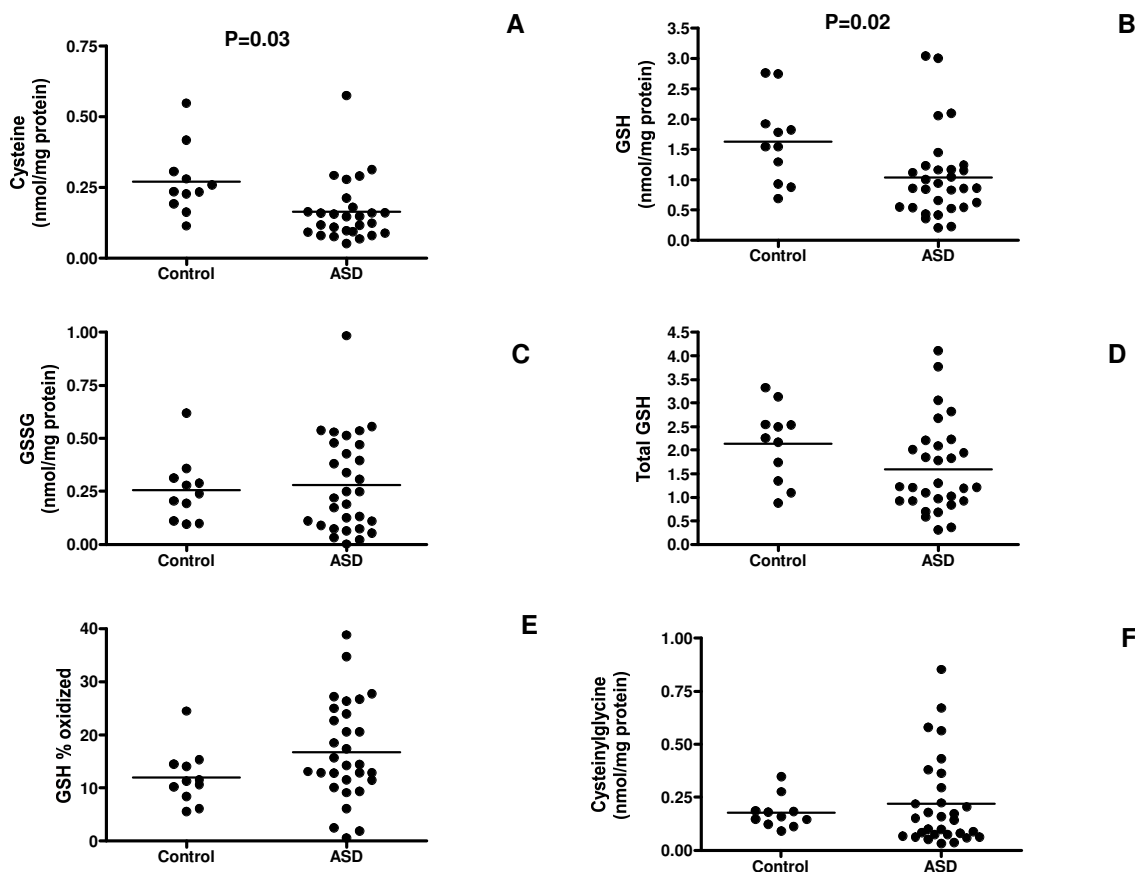 P=0.03
A
Cysteine
(nmol/mg protein)
0.75
0.50
0.25
0.00
Control
ASD
P=0.02
B
GSH
(nmol/mg protein)
3.5
3.0
2.5
2.0
1.5
1.0
0.5
0.0
Control
ASD
C
GSSG
(nmol/mg protein)
1.00
0.75
0.50
0.25
0.00
Control
ASD
D
Total GSH
4.5
4.0
3.5
3.0
2.5
2.0
1.5
1.0
0.5
0.0
Control
ASD
E
GSH % oxidized
40
30
20
10
0
Control
ASD
F
Cysteinylglycine
(nmol/mg protein)
1.00
0.75
0.50
0.25
0.00
Control
ASD